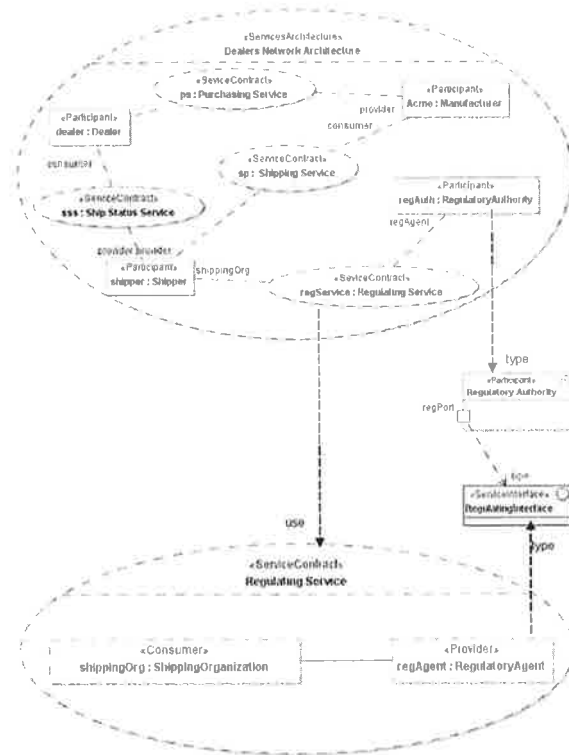 «ServicesArchitecture»
Dealers Network Architecture
«ServiceContract»
ps : Purchasing Service
«Participant»
Acme : Manufacturer
provider
consumer
«Participant»
dealer : Dealer
consumer
«ServiceContract»
sp : Shipping Service
«Participant»
regAuth : RegulatoryAuthority
«ServiceContract»
sss : Ship Status Service
regAgent
provider provider
«Participant»
shipper : Shipper
shippingOrg
«ServiceContract»
regService : Regulating Service
type
«Participant»
Regulatory Authority
regPort
type
«ServiceInterface»
RegulatingInterface
use
type
«ServiceContract»
Regulating Service
«Consumer»
shippingOrg : ShippingOrganization
«Provider»
regAgent : RegulatoryAgent